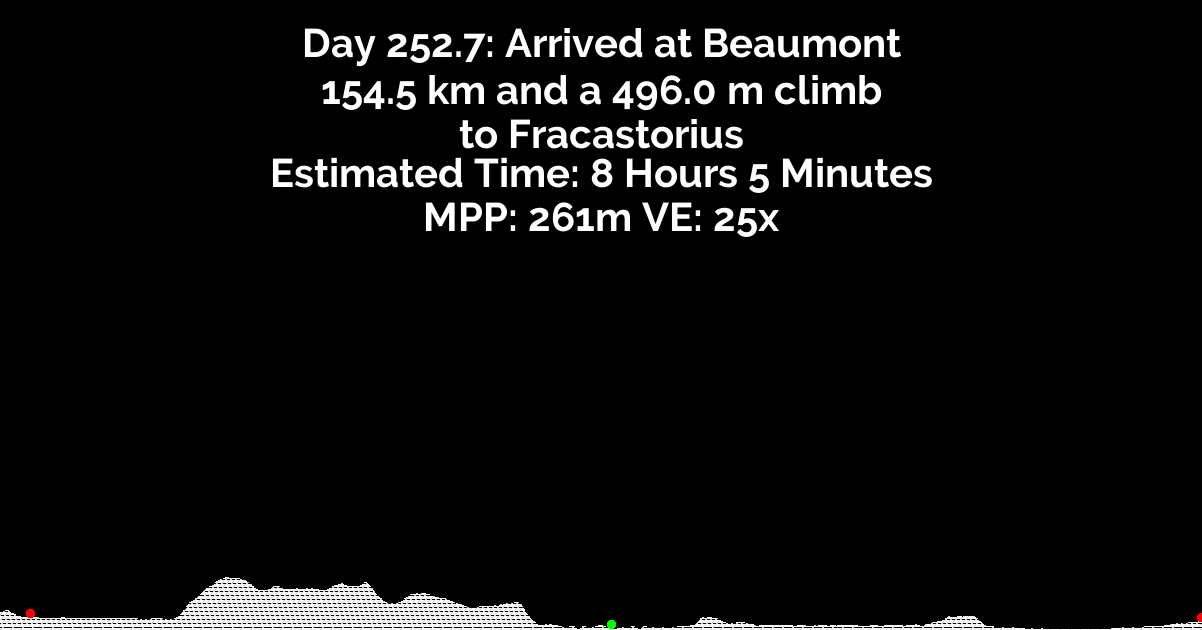 Day 252.7: Arrived at Beaumont
154.5 km and a 496.0 m climb
to Fracastorius
Estimated Time: 8 Hours 5 Minutes
MPP: 261m VE: 25x